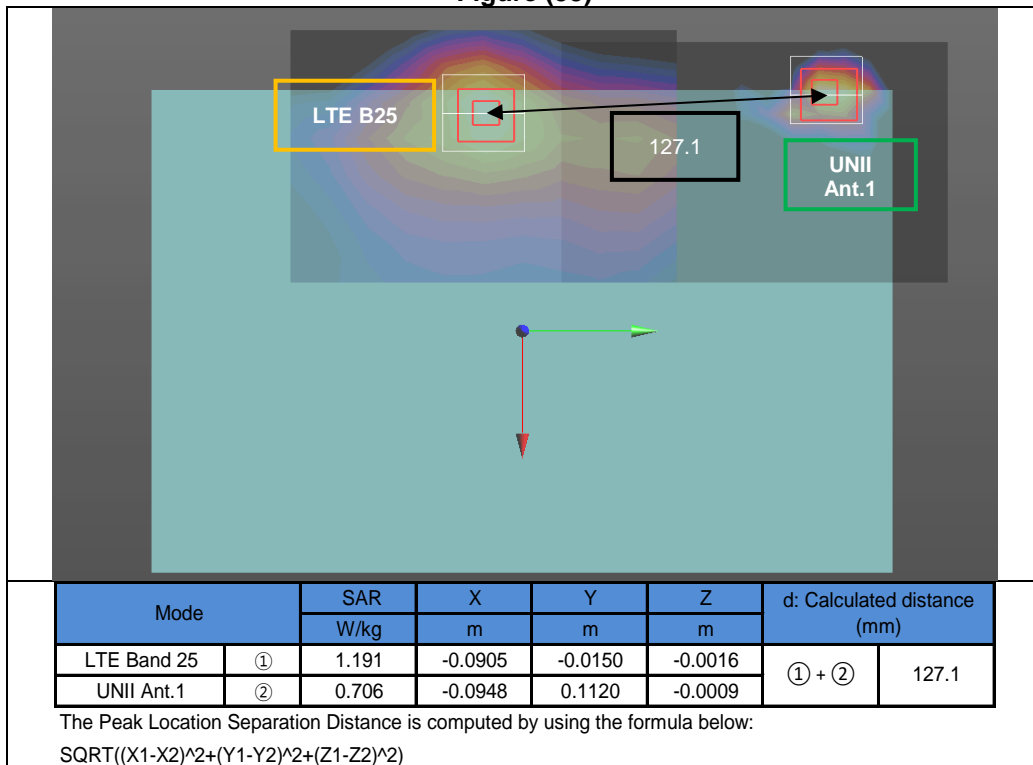 LTE B25
127.1
UNII
Ant.1
Mode SAR X Y Z d: Calculated distance (mm)
W/kg m m m
LTE Band 25 ① 1.191 -0.0905 -0.0150 -0.0016 ① + ② 127.1
UNII Ant.1 ② 0.706 -0.0948 0.1120 -0.0009
The Peak Location Separation Distance is computed by using the formula below:
SQRT((X1-X2)^2+(Y1-Y2)^2+(Z1-Z2)^2)